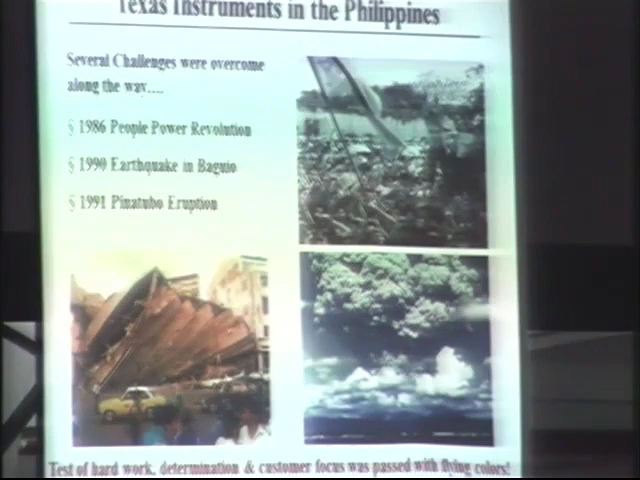 Texas Instruments in the Philippines
Several Challenges were overcome
along the way....
§ 1986 People Power Revolution
§ 1990 Earthquake in Baguio
§ 1991 Pinatubo Eruption
Test of hard work, determination & customer focus was passed with flying colors!